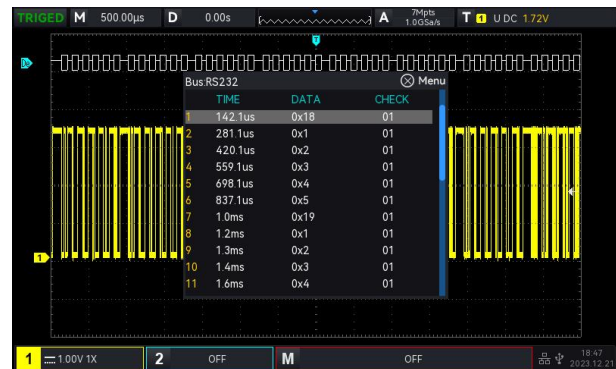 TRIGED M 500.00µs D 0.00s A 7Mpts 1.0GSa/s T 1 U DC 1.72V
T
Bus:RS232 Menu
TIME DATA CHECK
1 142.1us 0x18 01
2 281.1us 0x1 01
3 420.1us 0x2 01
4 559.1us 0x3 01
5 698.1us 0x4 01
6 837.1us 0x5 01
7 1.0ms 0x19 01
8 1.2ms 0x1 01
9 1.3ms 0x2 01
10 1.4ms 0x3 01
11 1.6ms 0x4 01
1
1 1.00V 1X 2 OFF M OFF 18:47
2023.12.21